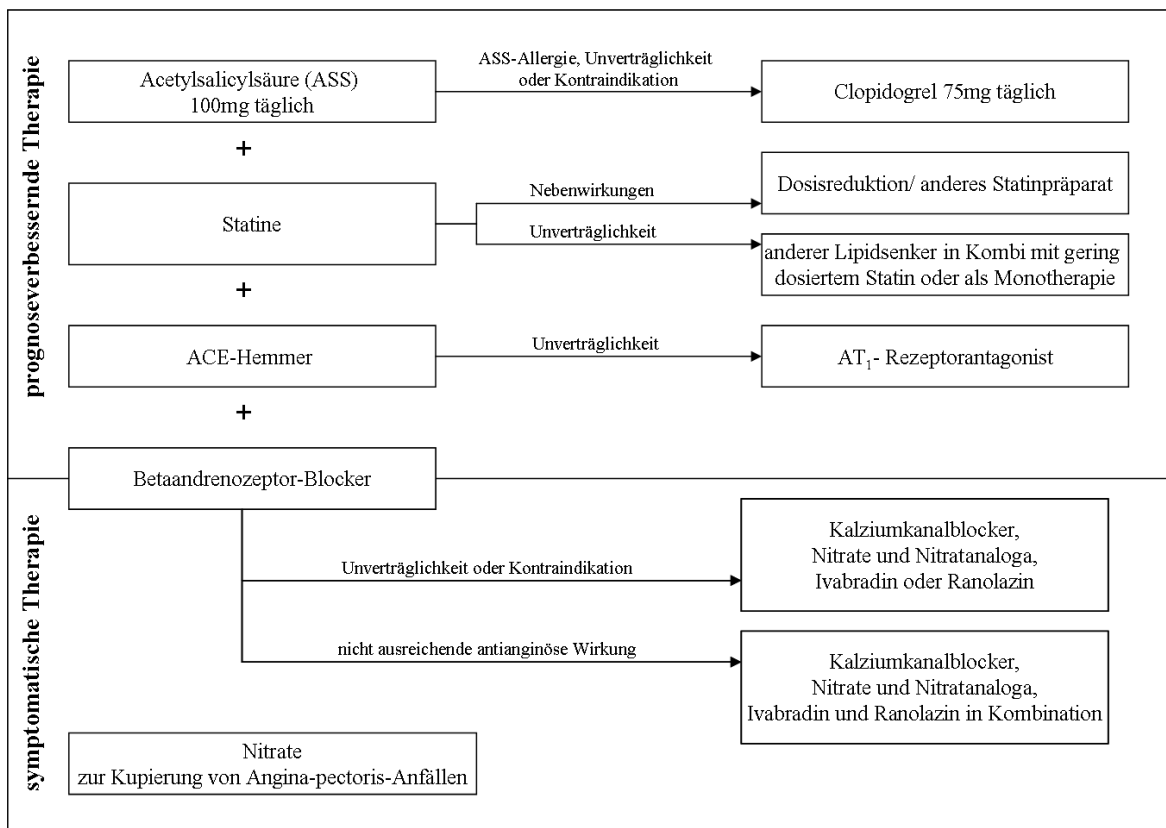 prognoseverbessernde Therapie
Acetylsalicylsäure (ASS)
100mg täglich
ASS-Allergie, Unverträglichkeit
oder Kontraindikation
Clopidogrel 75mg täglich
+
Statine
Nebenwirkungen
Dosisreduktion/ anderes Statinpräparat
Unverträglichkeit
anderer Lipidsenker in Kombi mit gering
dosiertem Statin oder als Monotherapie
+
ACE-Hemmer
Unverträglichkeit
AT₁- Rezeptorantagonist
+
Betaandrenozeptor-Blocker
symptomatische Therapie
Unverträglichkeit oder Kontraindikation
Kalziumkanalblocker,
Nitrate und Nitratanaloga,
Ivabradin oder Ranolazin
nicht ausreichende antianginöse Wirkung
Kalziumkanalblocker,
Nitrate und Nitratanaloga,
Ivabradin und Ranolazin in Kombination
Nitrate
zur Kupierung von Angina-pectoris-Anfällen